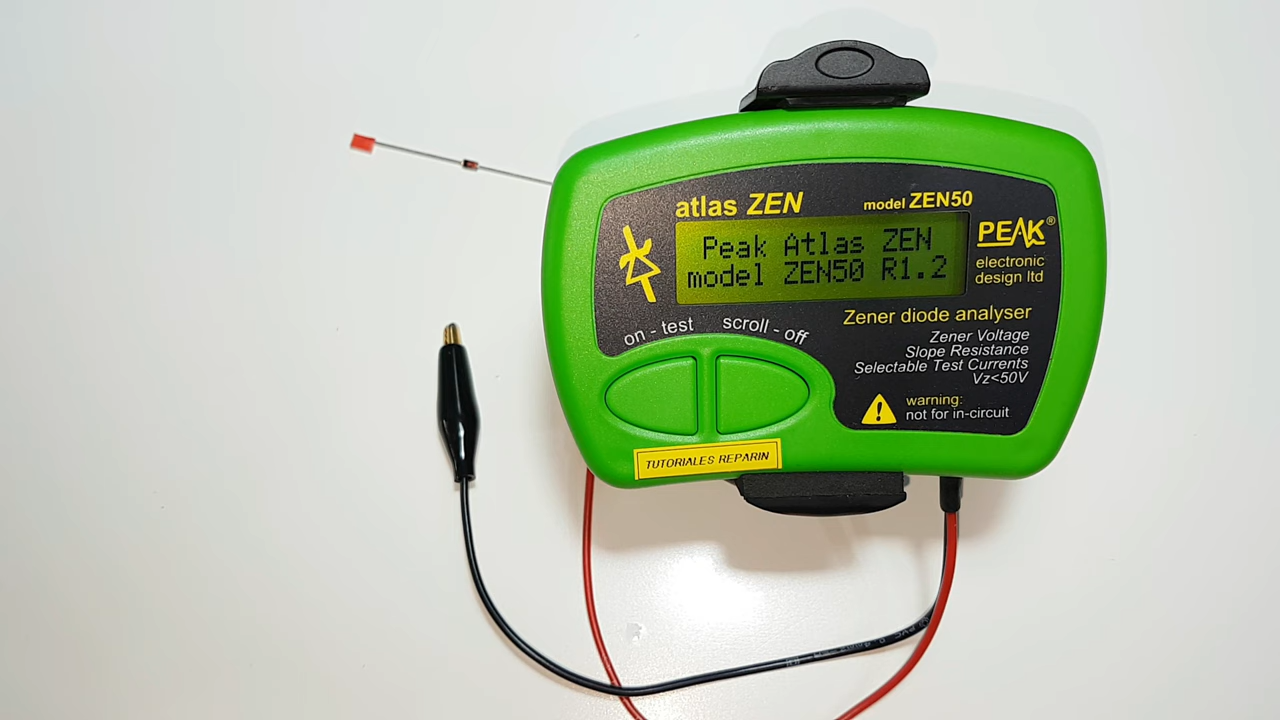 atlas ZEN
model ZEN50
Peak Atlas ZEN
model ZEN50 R1.2
PEAK®
electronic
design ltd
on - test
scroll - off
Zener diode analyser
Zener Voltage
Slope Resistance
Selectable Test Currents
Vz<50V
warning:
not for in-circuit
TUTORIALES REPARIN